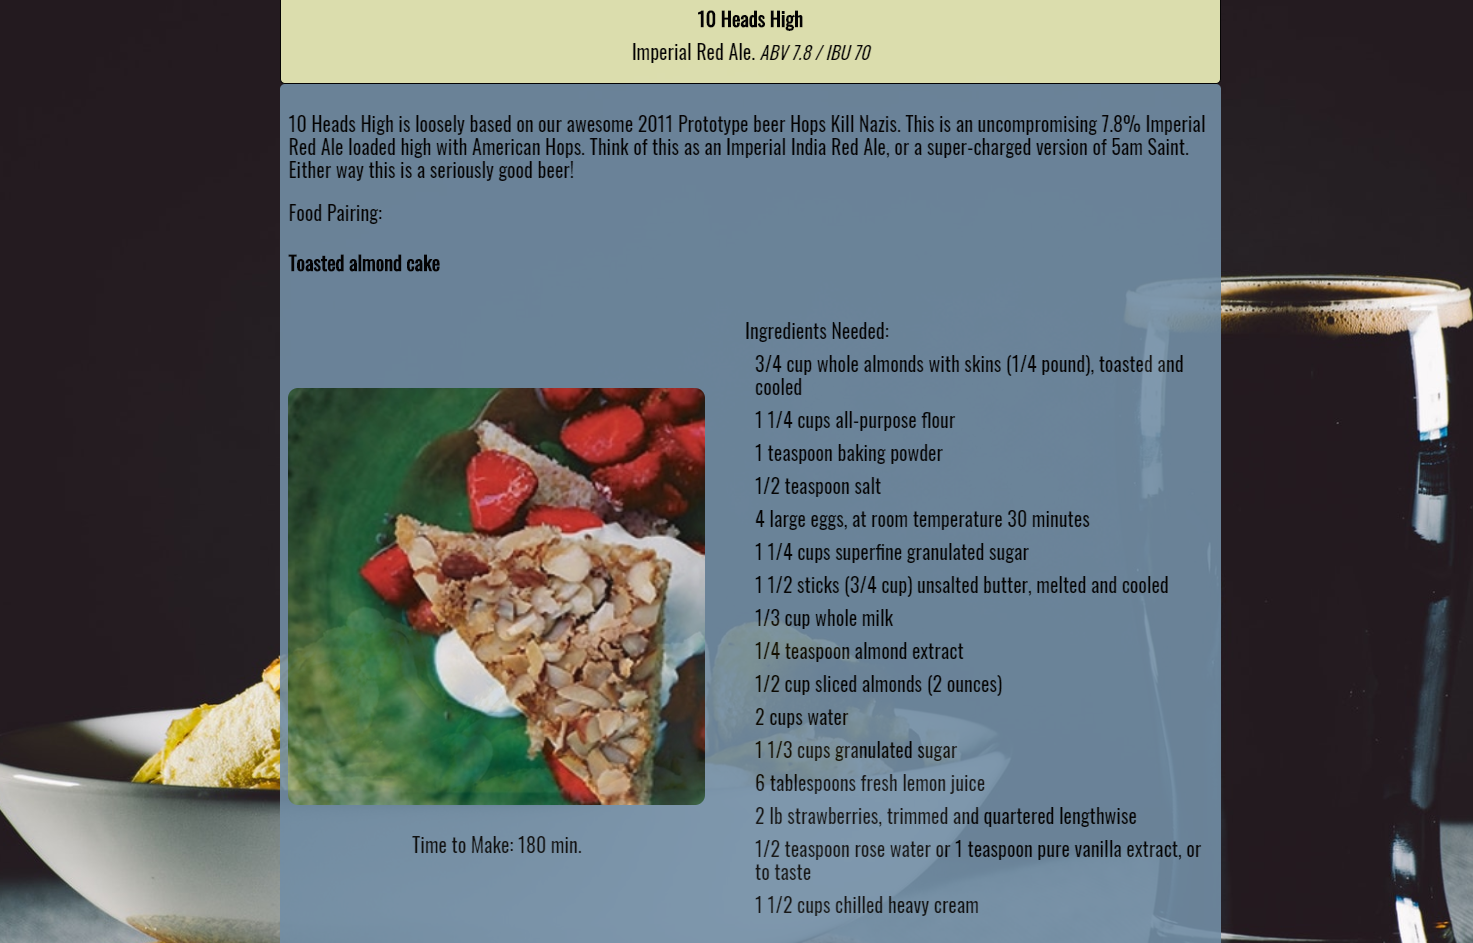 10 Heads High
Imperial Red Ale. ABV 7.8 / IBU 70
10 Heads High is loosely based on our awesome 2011 Prototype beer Hops Kill Nazis. This is an uncompromising 7.8% Imperial
Red Ale loaded high with American Hops. Think of this as an Imperial India Red Ale, or a super-charged version of 5am Saint.
Either way this is a seriously good beer!
Food Pairing:
Toasted almond cake
Time to Make: 180 min.
Ingredients Needed:
3/4 cup whole almonds with skins (1/4 pound), toasted and
cooled
1 1/4 cups all-purpose flour
1 teaspoon baking powder
1/2 teaspoon salt
4 large eggs, at room temperature 30 minutes
1 1/4 cups superfine granulated sugar
1 1/2 sticks (3/4 cup) unsalted butter, melted and cooled
1/3 cup whole milk
1/4 teaspoon almond extract
1/2 cup sliced almonds (2 ounces)
2 cups water
1 1/3 cups granulated sugar
6 tablespoons fresh lemon juice
2 lb strawberries, trimmed and quartered lengthwise
1/2 teaspoon rose water or 1 teaspoon pure vanilla extract, or
to taste
1 1/2 cups chilled heavy cream